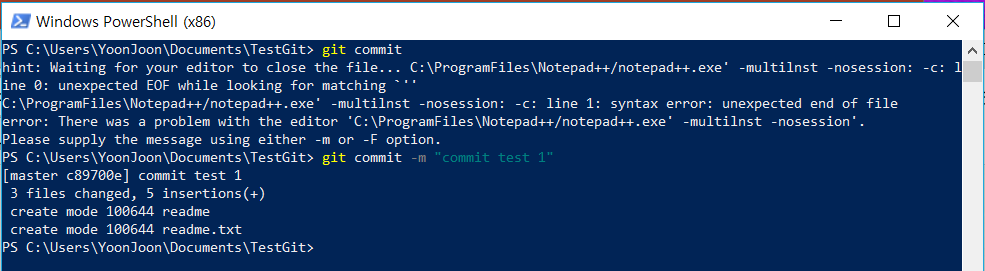 Windows PowerShell (x86)
PS C:\Users\YoonJoon\Documents\TestGit> git commit
hint: Waiting for your editor to close the file... C:\ProgramFiles\Notepad++/notepad++.exe' -multilnst -nosession: -c: l
ine 0: unexpected EOF while looking for matching `''
C:\ProgramFiles\Notepad++/notepad++.exe' -multilnst -nosession: -c: line 1: syntax error: unexpected end of file
error: There was a problem with the editor 'C:\ProgramFiles\Notepad++/notepad++.exe' -multilnst -nosession'.
Please supply the message using either -m or -F option.
PS C:\Users\YoonJoon\Documents\TestGit> git commit -m "commit test 1"
[master c89700e] commit test 1
 3 files changed, 5 insertions(+)
 create mode 100644 readme
 create mode 100644 readme.txt
PS C:\Users\YoonJoon\Documents\TestGit>